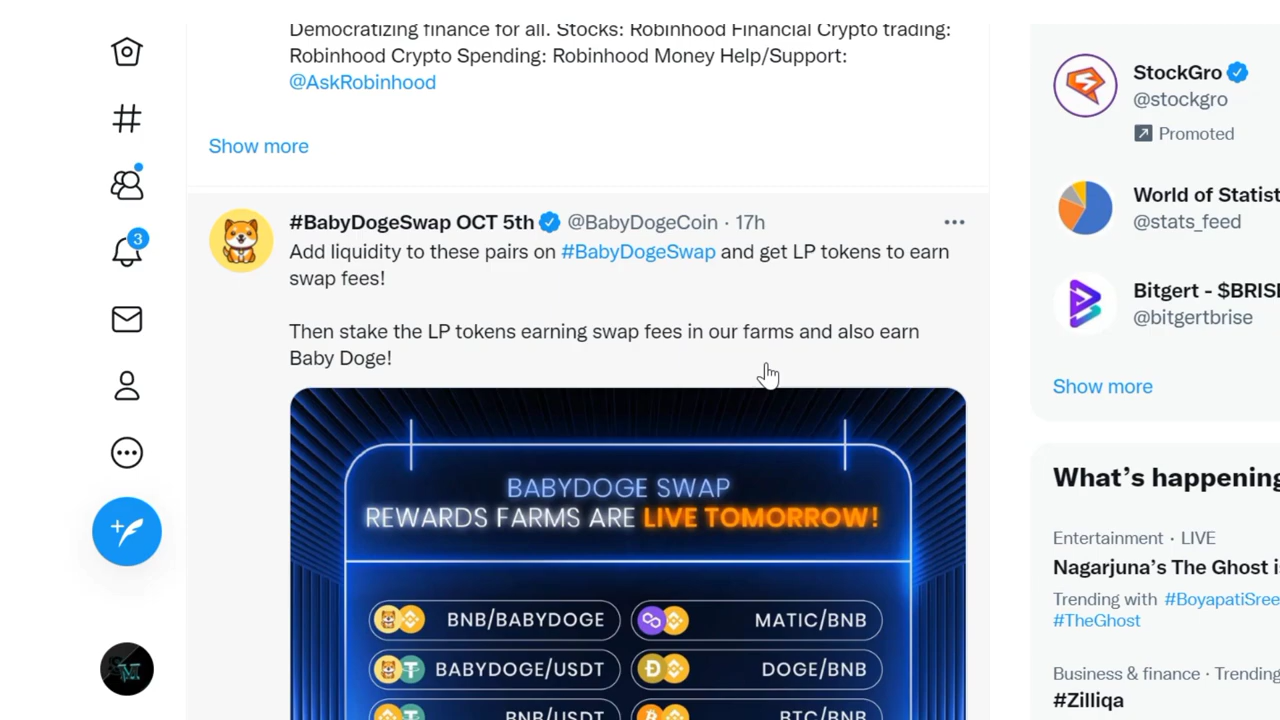 Democratizing finance for all. Stocks: Robinhood Financial Crypto trading:
Robinhood Crypto Spending: Robinhood Money Help/Support:
@AskRobinhood
Show more
#BabyDogeSwap OCT 5th @BabyDogeCoin · 17h
Add liquidity to these pairs on #BabyDogeSwap and get LP tokens to earn
swap fees!
Then stake the LP tokens earning swap fees in our farms and also earn
Baby Doge!
BABYDOGE SWAP
REWARDS FARMS ARE LIVE TOMORROW!
BNB/BABYDOGE
MATIC/BNB
BABYDOGE/USDT
DOGE/BNB
BNB/USDT
BTC/BNB
3
StockGro
@stockgro
Promoted
World of Statist
@stats_feed
Bitgert - $BRIS
@bitgertbrise
Show more
What's happening
Entertainment · LIVE
Nagarjuna's The Ghost i
Trending with #BoyapatiSree
#TheGhost
Business & finance · Trending
#Zilliqa